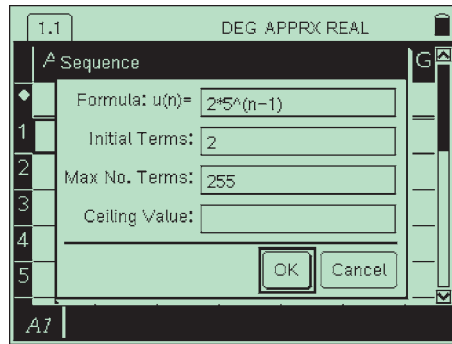 1.1 DEG APPRX REAL
A Sequence G
Formula: u(n)= 2*5^(n-1)
1 Initial Terms: 2
2 Max No. Terms: 255
3 Ceiling Value:
4
5 OK Cancel
A1